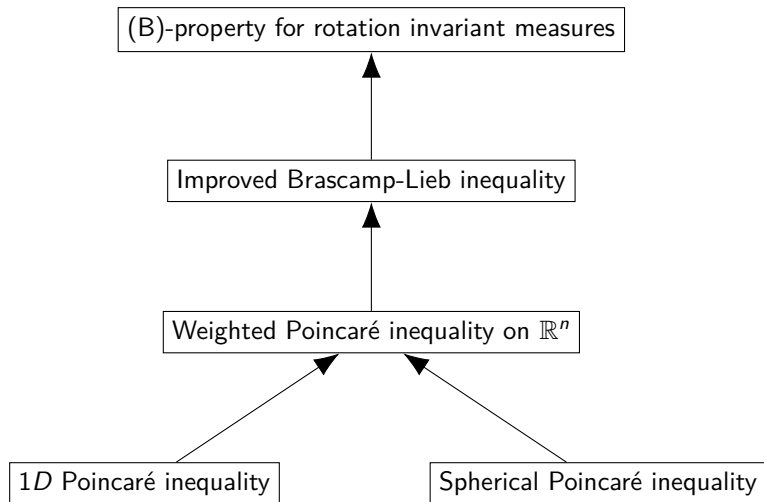 (B)-property for rotation invariant measures
Improved Brascamp-Lieb inequality
Weighted Poincaré inequality on ℝⁿ
1D Poincaré inequality
Spherical Poincaré inequality